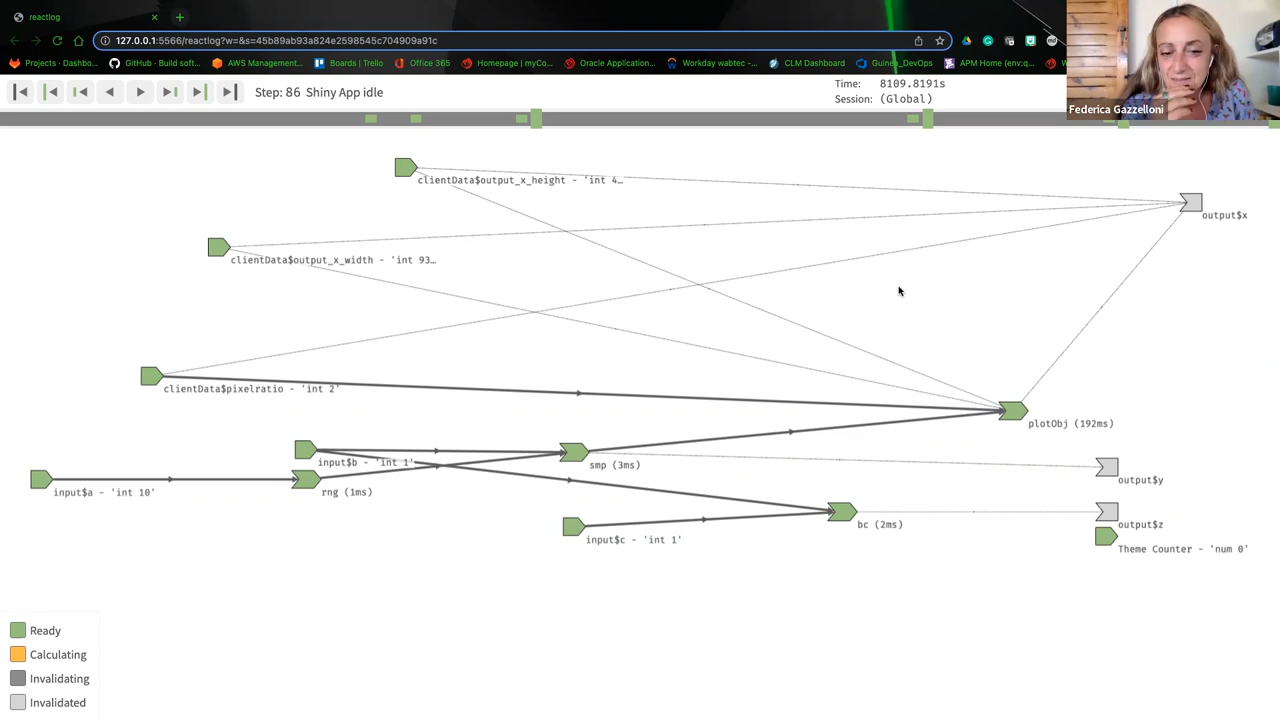 reactlog
127.0.0.1:5566/reactlog?w=&s=45b89ab93a824e2598545c704909a91c
Projects · Dashbo...
GitHub · Build soft...
AWS Management...
Boards | Trello
Office 365
Homepage | myCo...
Oracle Application...
Workday wabtec -...
CLM Dashboard
Guinea_DevOps
APM Home (env:q...
Step: 86 Shiny App idle
Time: 8109.8191s
Session: (Global)
Federica Gazzelloni
clientData$output_x_height - 'int 4…
output$x
clientData$output_x_width - 'int 93…
clientData$pixelratio - 'int 2'
plotObj (192ms)
input$b - 'int 1'
smp (3ms)
output$y
input$a - 'int 10'
rng (1ms)
bc (2ms)
output$z
input$c - 'int 1'
Theme Counter - 'num 0'
Ready
Calculating
Invalidating
Invalidated